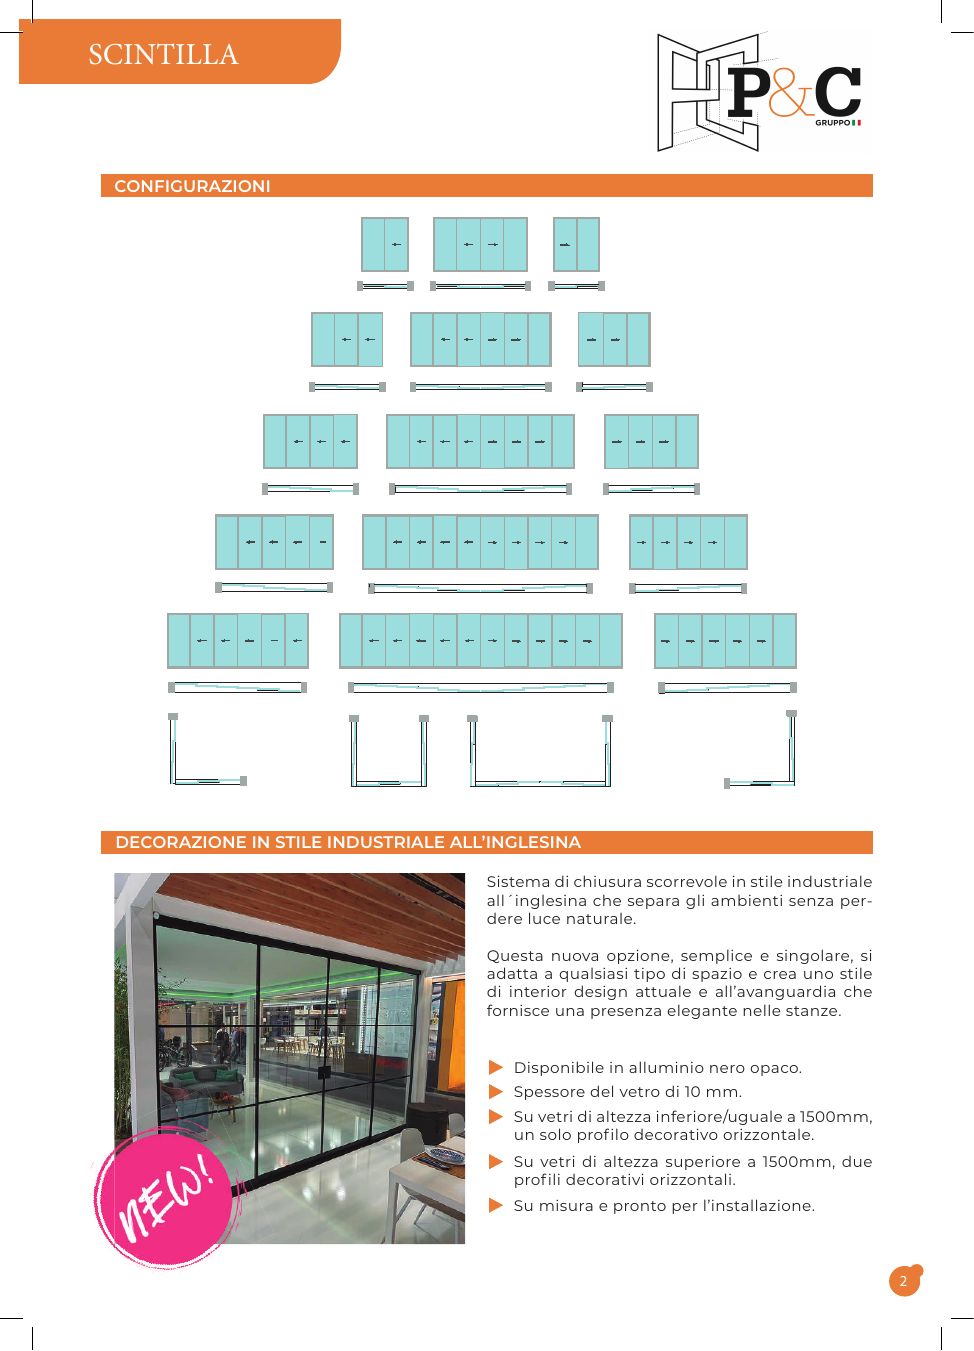 SCINTILLA
P&C
GRUPPO
CONFIGURAZIONI
DECORAZIONE IN STILE INDUSTRIALE ALL’INGLESINA
Sistema di chiusura scorrevole in stile industriale
all´inglesina che separa gli ambienti senza per-
dere luce naturale.
Questa nuova opzione, semplice e singolare, si
adatta a qualsiasi tipo di spazio e crea uno stile
di interior design attuale e all’avanguardia che
fornisce una presenza elegante nelle stanze.
Disponibile in alluminio nero opaco.
Spessore del vetro di 10 mm.
Su vetri di altezza inferiore/uguale a 1500mm,
un solo profilo decorativo orizzontale.
Su vetri di altezza superiore a 1500mm, due
profili decorativi orizzontali.
Su misura e pronto per l’installazione.
NEW!
2